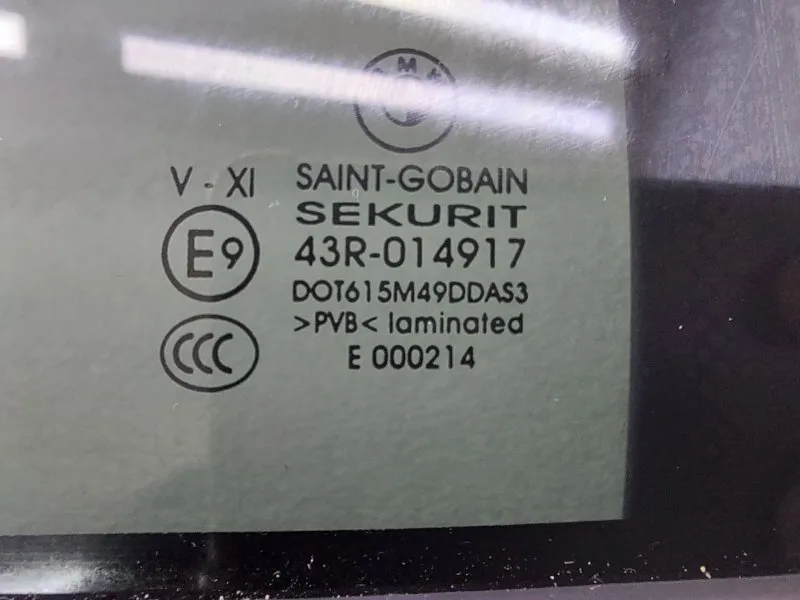 M
V - XI SAINT-GOBAIN
SEKURIT
E9 43R-014917
DOT615M49DDAS3
CCC >PVB< laminated
E 000214